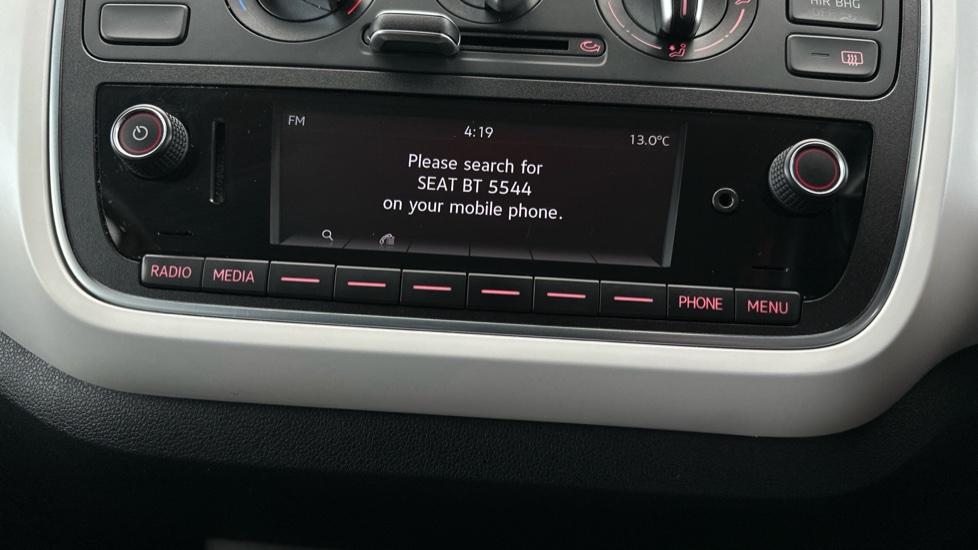 AIR BAG
OFF
FM
4:19
13.0°C
Please search for
SEAT BT 5544
on your mobile phone.
RADIO
MEDIA
PHONE
MENU